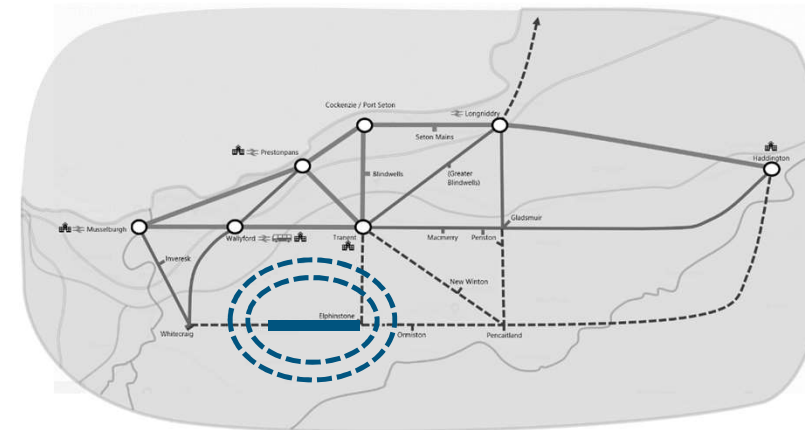 Cockenzie / Port Seton
Longniddry
Seton Mains
Prestonpans
Haddington
Blindwells
(Greater
Blindwells)
Gladsmuir
Musselburgh
Wallyford
Tranent
Macmerry
Penston
Inveresk
New Winton
Elphinstone
Whitecraig
Ormiston
Pencaitland